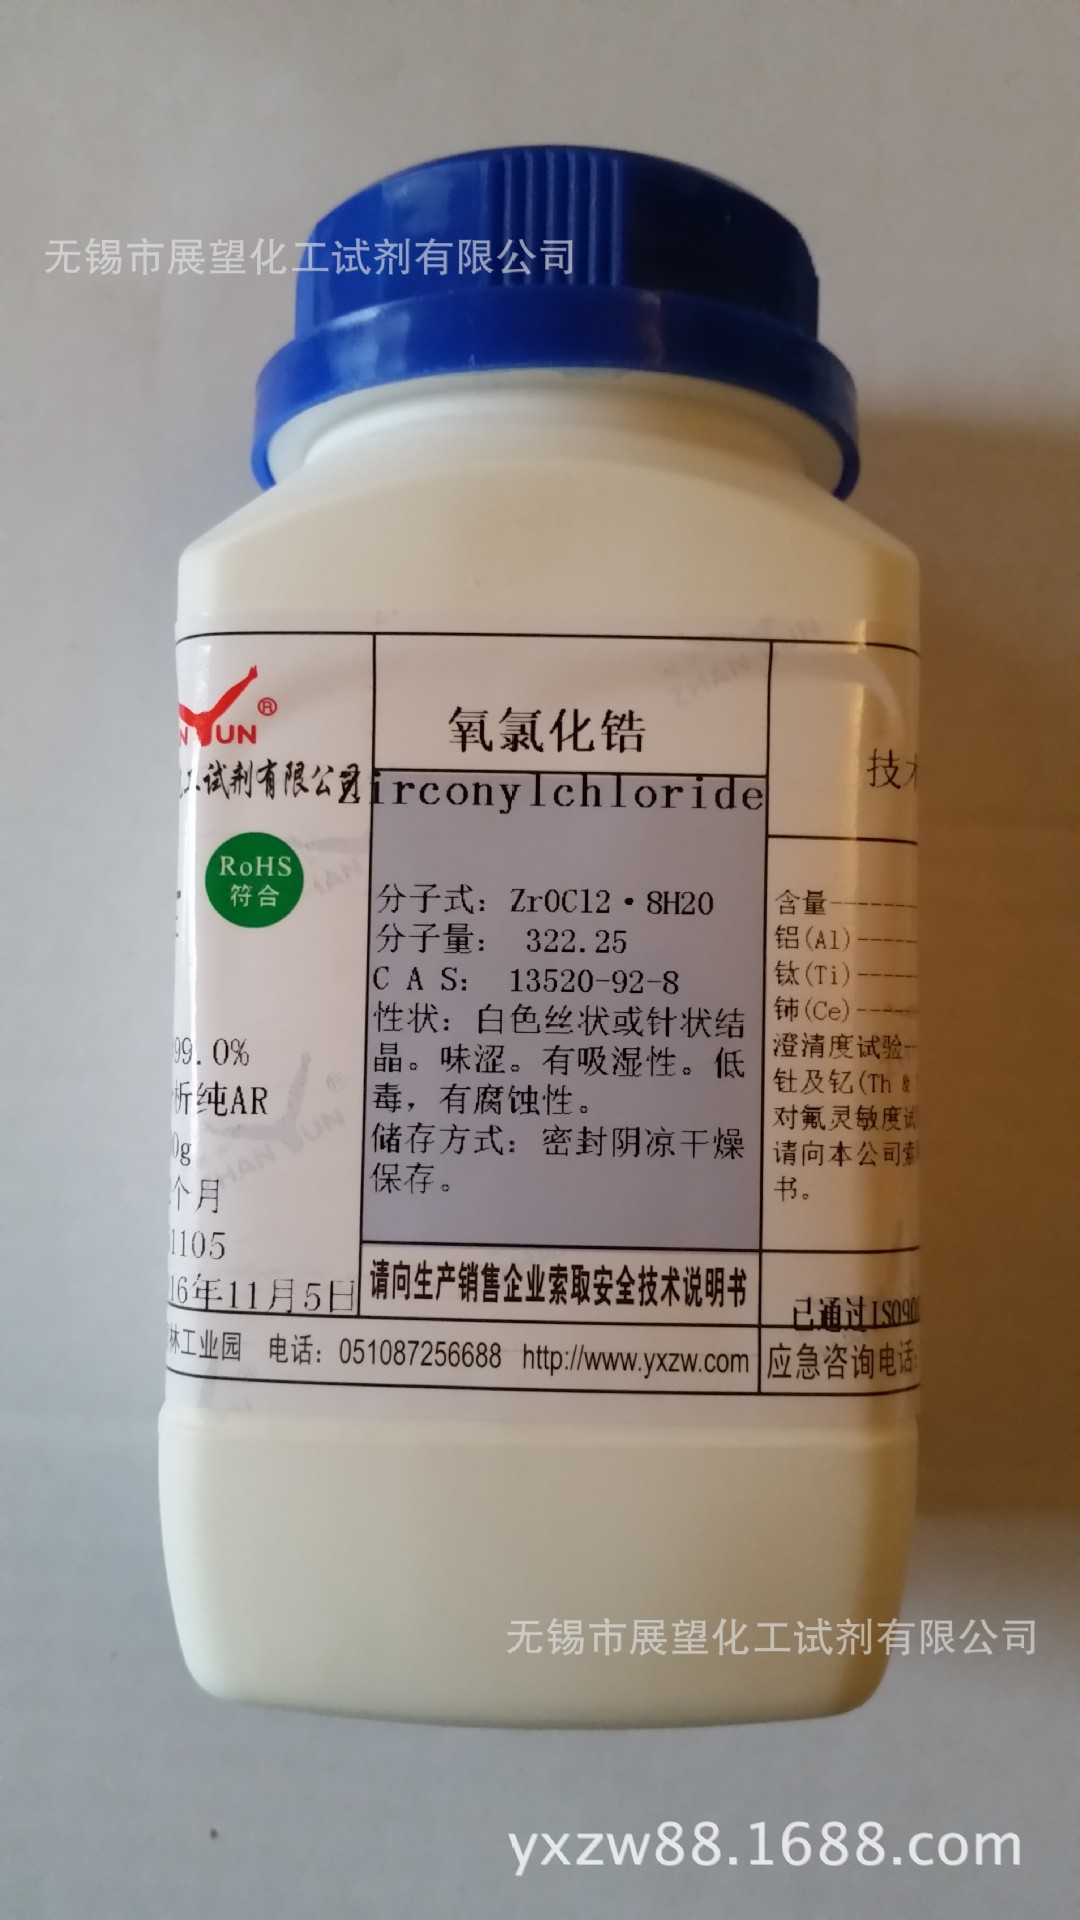 无锡市展望化工试剂有限公司
UN®
工试剂有限公司
RoHS
符合
99.0%
析纯AR
0g
个月
1105
16年11月5日
氧氯化锆
Zirconylchloride
分子式: ZrOCl2·8H2O
分子量: 322.25
C A S: 13520-92-8
性状: 白色丝状或针状结
晶。味涩。有吸湿性。低
毒，有腐蚀性。
储存方式: 密封阴凉干燥
保存。
请向生产销售企业索取安全技术说明书
技术
含量
铝(Al)
钛(Ti)
铈(Ce)
澄清度试验
钍及钇(Th &
对氟灵敏度试
请向本公司索
书。
已通过ISO90
林工业园 电话: 051087256688 http://www.yxzw.com
应急咨询电话:
无锡市展望化工试剂有限公司
yxzw88.1688.com